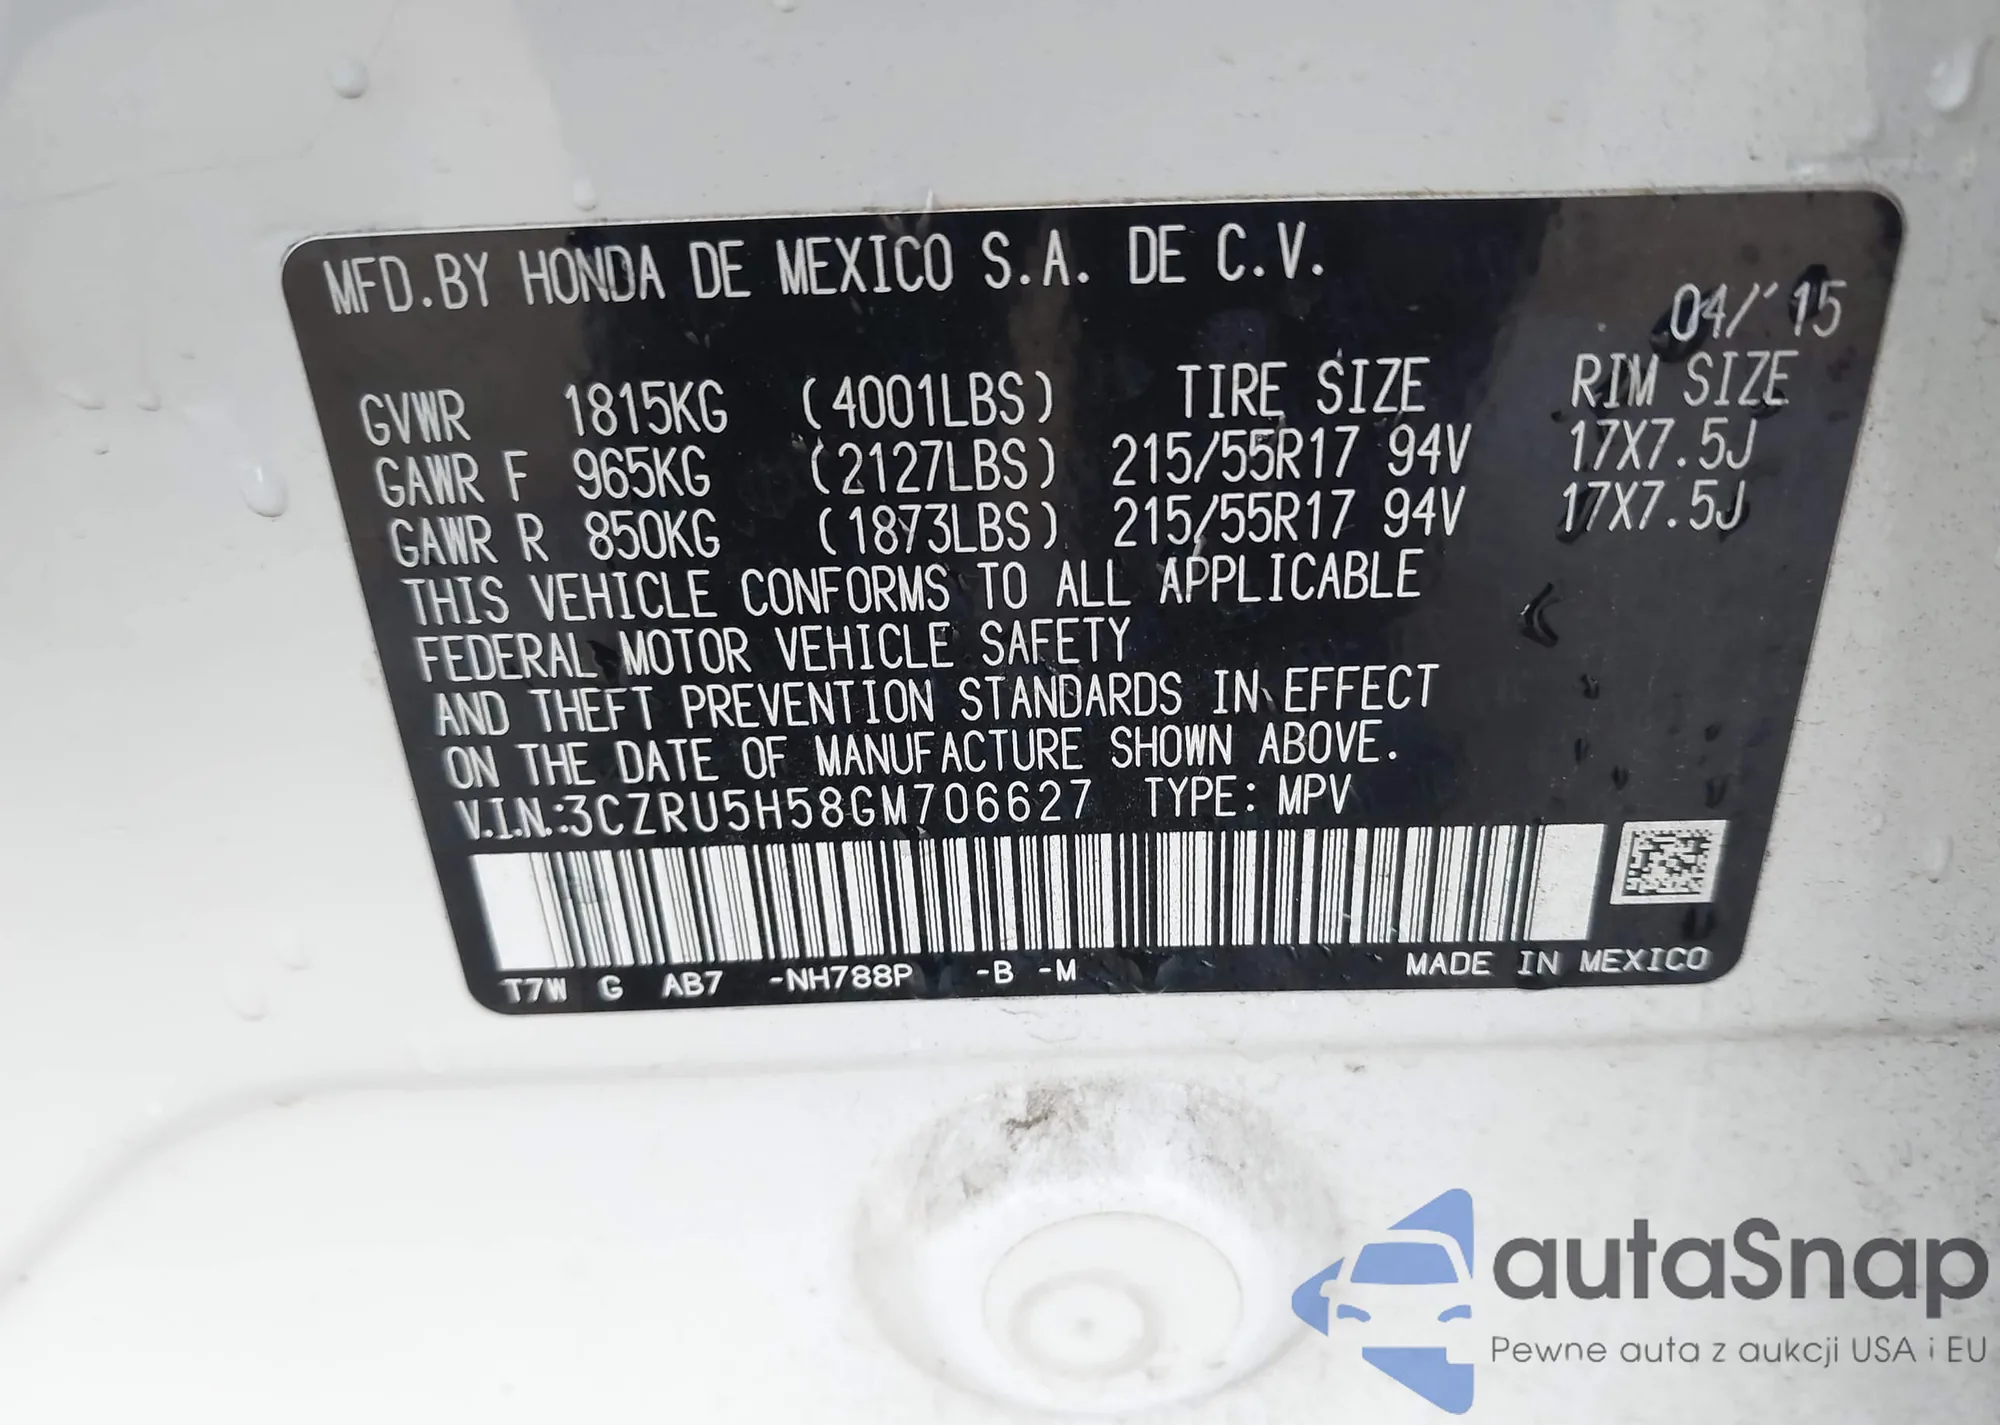 MFD.BY HONDA DE MEXICO S.A. DE C.V.
04/'15
GVWR 1815KG (4001LBS) TIRE SIZE RIM SIZE
GAWR F 965KG (2127LBS) 215/55R17 94V 17X7.5J
GAWR R 850KG (1873LBS) 215/55R17 94V 17X7.5J
THIS VEHICLE CONFORMS TO ALL APPLICABLE
FEDERAL MOTOR VEHICLE SAFETY
AND THEFT PREVENTION STANDARDS IN EFFECT
ON THE DATE OF MANUFACTURE SHOWN ABOVE.
V.I.N.:3CZRU5H58GM706627 TYPE: MPV
T7W G AB7 -NH788P -B -M MADE IN MEXICO
autaSnap
Pewne auta z aukcji USA i EU